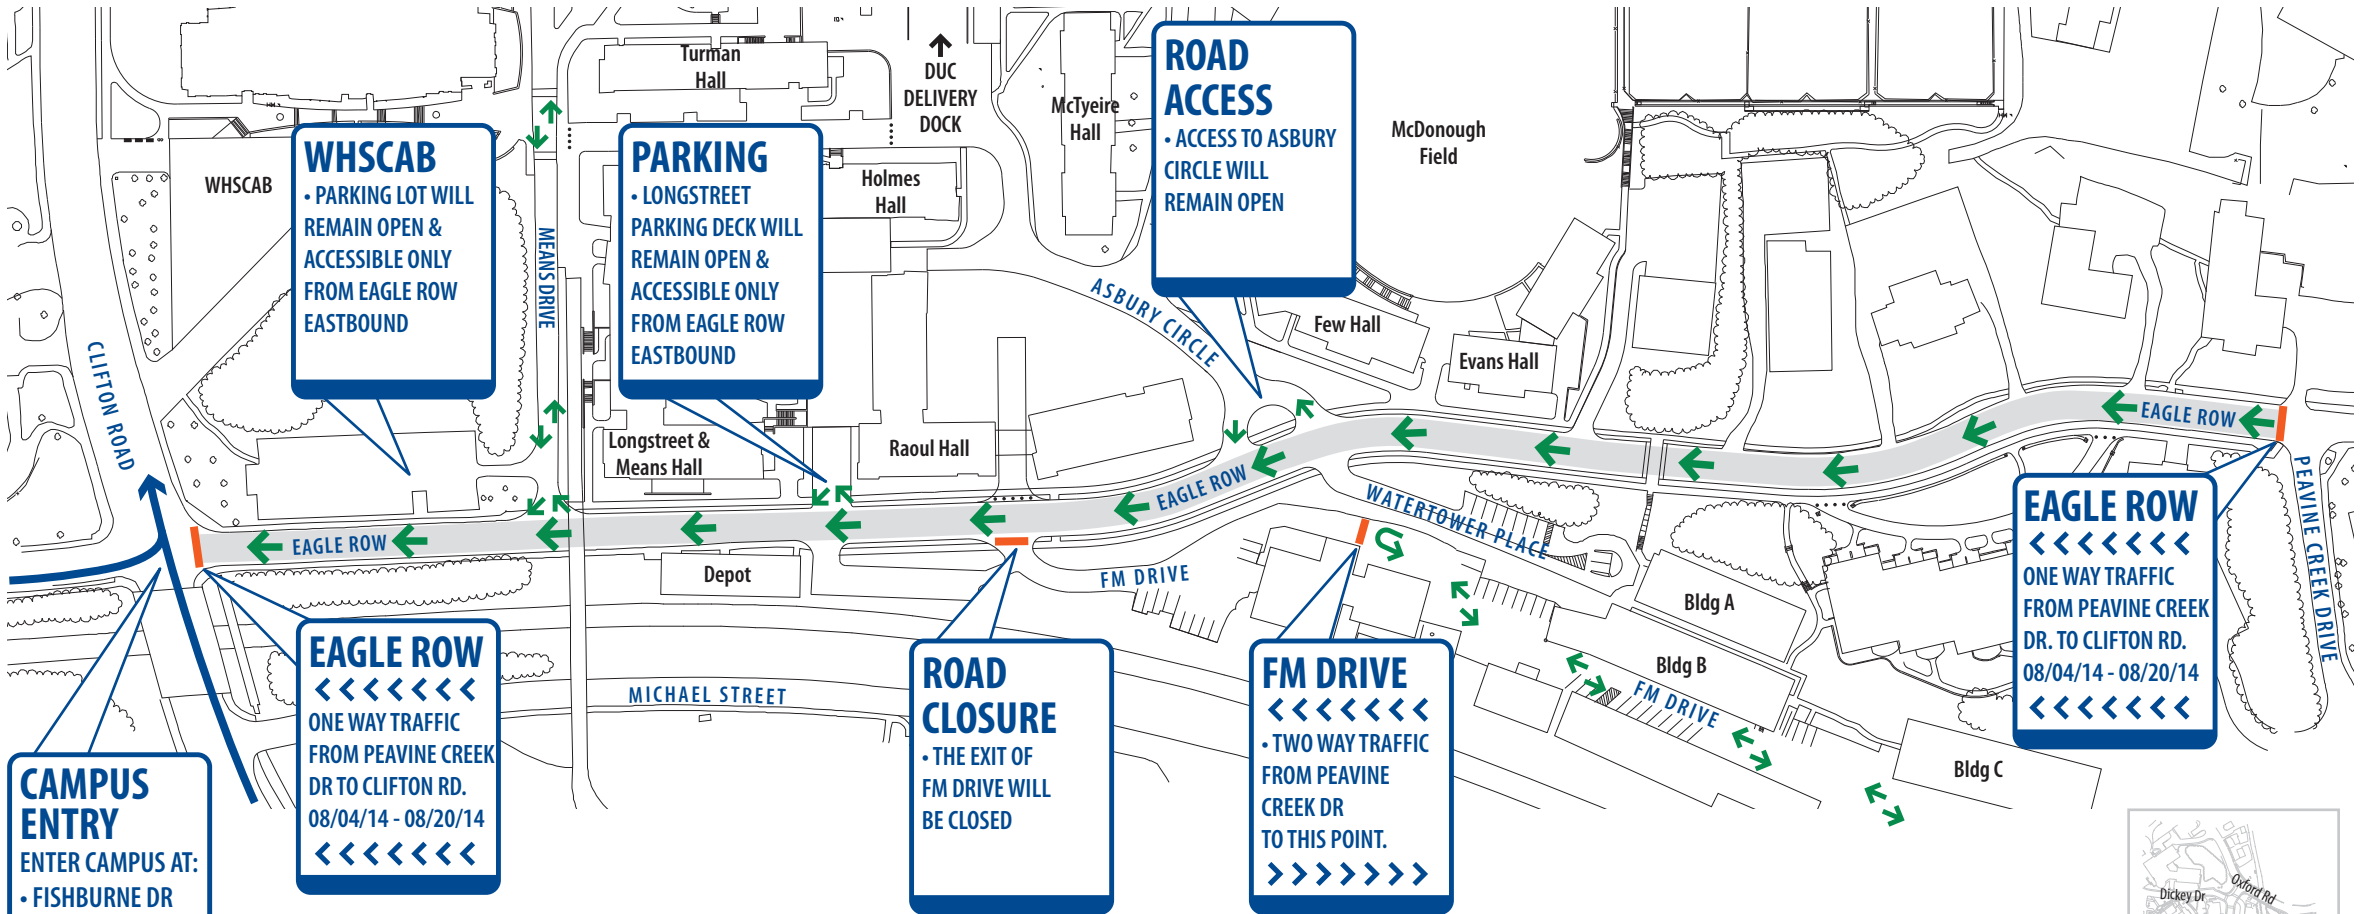 Turman
Hall
DUC
DELIVERY
DOCK
McTyeire
Hall
ROAD
ACCESS
• ACCESS TO ASBURY
CIRCLE WILL
REMAIN OPEN
McDonough
Field
WHSCAB
WHSCAB
• PARKING LOT WILL
REMAIN OPEN &
ACCESSIBLE ONLY
FROM EAGLE ROW
EASTBOUND
MEANS DRIVE
PARKING
• LONGSTREET
PARKING DECK WILL
REMAIN OPEN &
ACCESSIBLE ONLY
FROM EAGLE ROW
EASTBOUND
Holmes
Hall
ASBURY CIRCLE
Few Hall
Evans Hall
CLIFTON ROAD
Longstreet &
Means Hall
Raoul Hall
EAGLE ROW
EAGLE ROW
EAGLE ROW
WATERTOWER PLACE
PEAVINE CREEK DRIVE
Depot
FM DRIVE
Bldg A
Bldg B
FM DRIVE
Bldg C
MICHAEL STREET
EAGLE ROW
<<<<<<<
ONE WAY TRAFFIC
FROM PEAVINE CREEK
DR. TO CLIFTON RD.
08/04/14 - 08/20/14
<<<<<<<
EAGLE ROW
<<<<<<<
ONE WAY TRAFFIC
FROM PEAVINE CREEK
DR TO CLIFTON RD.
08/04/14 - 08/20/14
<<<<<<<
ROAD
CLOSURE
• THE EXIT OF
FM DRIVE WILL
BE CLOSED
FM DRIVE
<<<<<<<
• TWO WAY TRAFFIC
FROM PEAVINE
CREEK DR
TO THIS POINT.
>>>>>>>
CAMPUS
ENTRY
ENTER CAMPUS AT:
• FISHBURNE DR
Dickey Dr
Oxford Rd